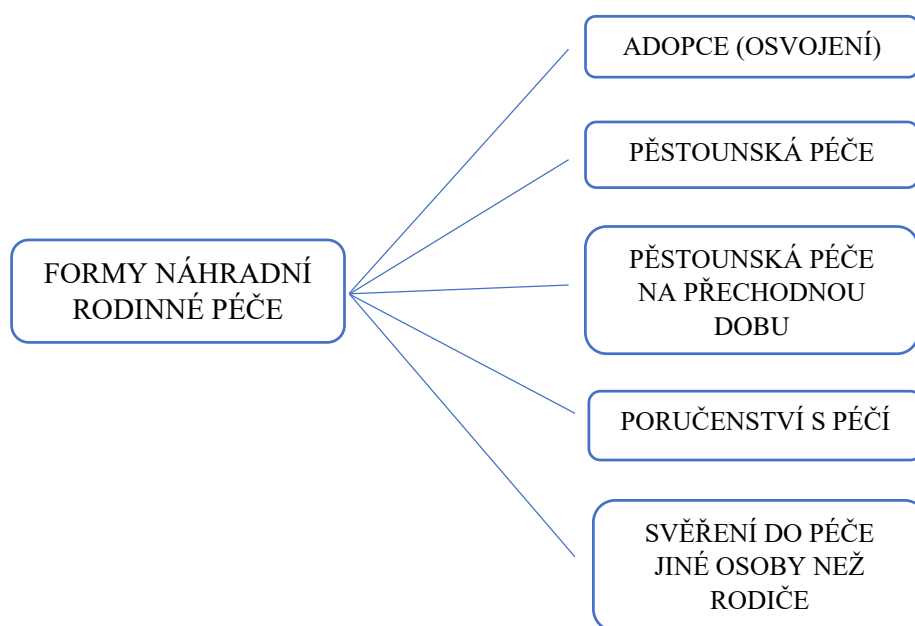 FORMY NÁHRADNÍ
RODINNÉ PÉČE
ADOPCE (OSVOJENÍ)
PĚSTOUNSKÁ PÉČE
PĚSTOUNSKÁ PÉČE
NA PŘECHODNOU
DOBU
PORUČENSTVÍ S PÉČÍ
SVĚŘENÍ DO PÉČE
JINÉ OSOBY NEŽ
RODIČE